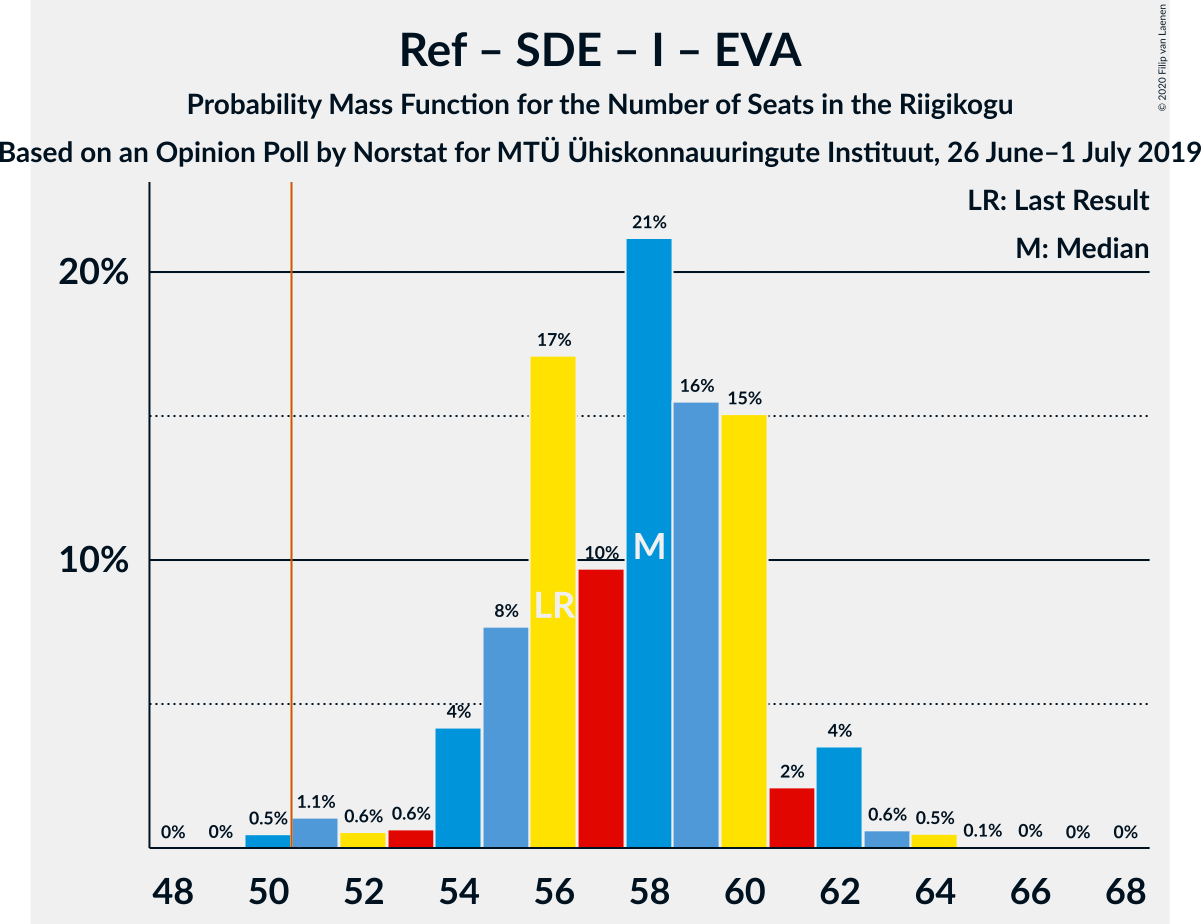 Ref – SDE – I – EVA
Probability Mass Function for the Number of Seats in the Riigikogu
Based on an Opinion Poll by Norstat for MTÜ Ühiskonnauuringute Instituut, 26 June–1 July 2019
© 2020 Filip van Laenen
LR: Last Result
M: Median
20%
10%
0%
0%
0.5%
1.1%
0.6%
0.6%
4%
8%
17%
10%
21%
16%
15%
2%
4%
0.6%
0.5%
0.1%
0%
0%
0%
LR
M
48 50 52 54 56 58 60 62 64 66 68